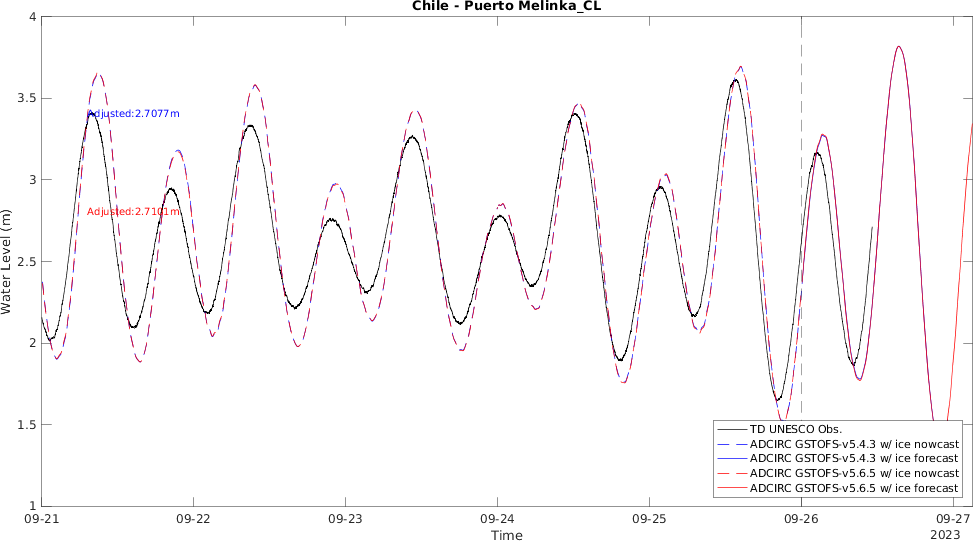 Chile - Puerto Melinka_CL
4
3.5
3
2.5
2
1.5
1
Water Level (m)
Adjusted:2.7077m
Adjusted:2.7101m
TD UNESCO Obs.
ADCIRC GSTOFS-v5.4.3 w/ ice nowcast
ADCIRC GSTOFS-v5.4.3 w/ ice forecast
ADCIRC GSTOFS-v5.6.5 w/ ice nowcast
ADCIRC GSTOFS-v5.6.5 w/ ice forecast
09-21 09-22 09-23 09-24 09-25 09-26 09-27
2023
Time